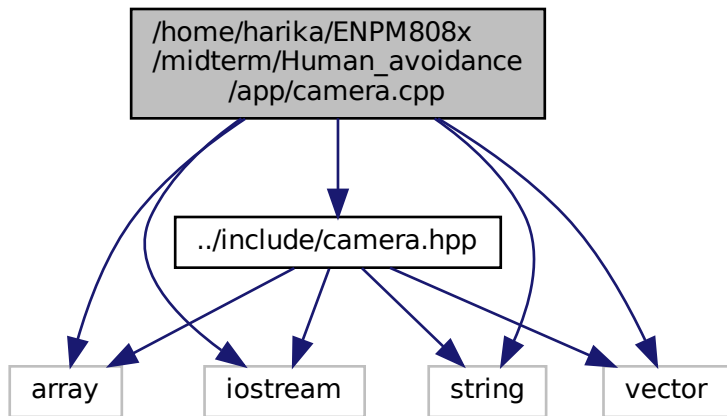 /home/harika/ENPM808x
/midterm/Human_avoidance
/app/camera.cpp
../include/camera.hpp
array
iostream
string
vector